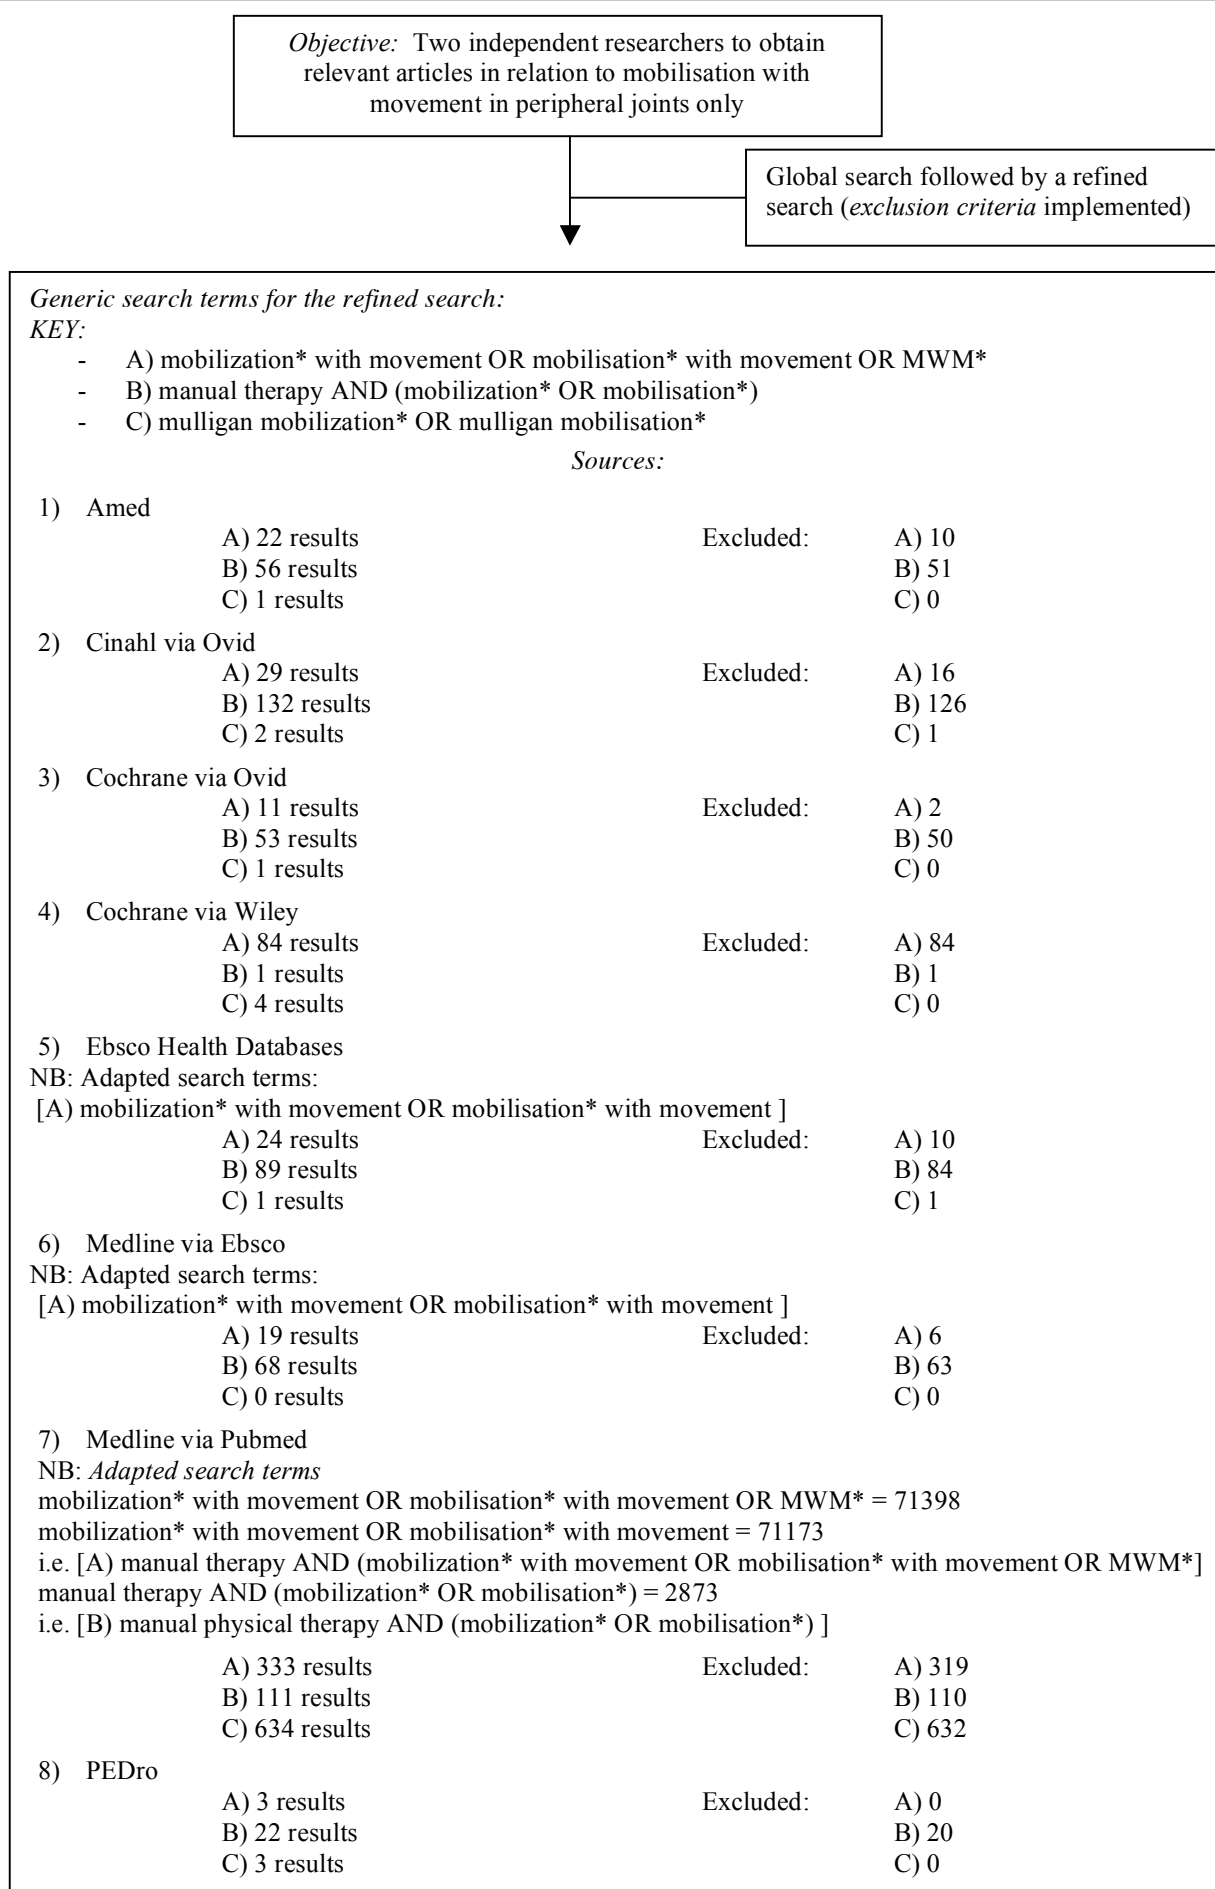 Objective: Two independent researchers to obtain
relevant articles in relation to mobilisation with
movement in peripheral joints only
Global search followed by a refined
search (exclusion criteria implemented)
Generic search terms for the refined search:
KEY:
- A) mobilization* with movement OR mobilisation* with movement OR MWM*
- B) manual therapy AND (mobilization* OR mobilisation*)
- C) mulligan mobilization* OR mulligan mobilisation*
Sources:
1) Amed
A) 22 results Excluded: A) 10
B) 56 results B) 51
C) 1 results C) 0
2) Cinahl via Ovid
A) 29 results Excluded: A) 16
B) 132 results B) 126
C) 2 results C) 1
3) Cochrane via Ovid
A) 11 results Excluded: A) 2
B) 53 results B) 50
C) 1 results C) 0
4) Cochrane via Wiley
A) 84 results Excluded: A) 84
B) 1 results B) 1
C) 4 results C) 0
5) Ebsco Health Databases
NB: Adapted search terms:
[A) mobilization* with movement OR mobilisation* with movement ]
A) 24 results Excluded: A) 10
B) 89 results B) 84
C) 1 results C) 1
6) Medline via Ebsco
NB: Adapted search terms:
[A) mobilization* with movement OR mobilisation* with movement ]
A) 19 results Excluded: A) 6
B) 68 results B) 63
C) 0 results C) 0
7) Medline via Pubmed
NB: Adapted search terms
mobilization* with movement OR mobilisation* with movement OR MWM* = 71398
mobilization* with movement OR mobilisation* with movement = 71173
i.e. [A) manual therapy AND (mobilization* with movement OR mobilisation* with movement OR MWM*]
manual therapy AND (mobilization* OR mobilisation*) = 2873
i.e. [B) manual physical therapy AND (mobilization* OR mobilisation*) ]
A) 333 results Excluded: A) 319
B) 111 results B) 110
C) 634 results C) 632
8) PEDro
A) 3 results Excluded: A) 0
B) 22 results B) 20
C) 3 results C) 0